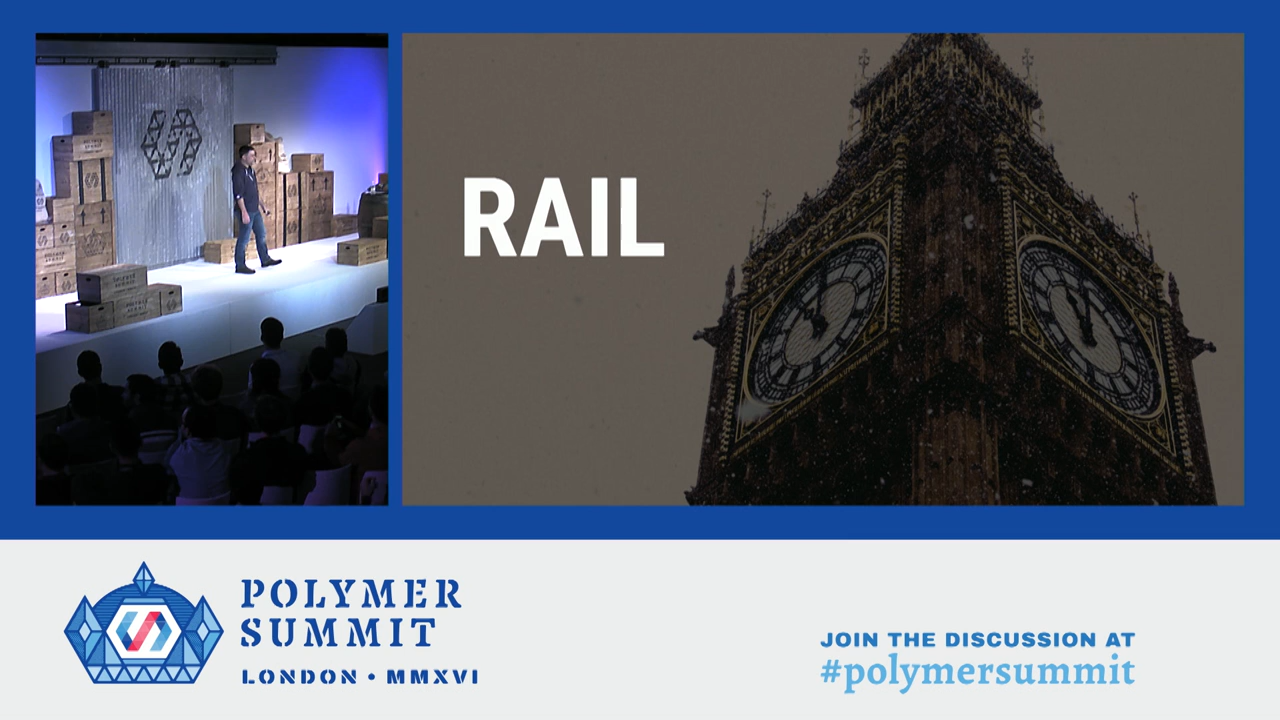 RAIL
POLYMER
SUMMIT
LONDON • MMXVI
JOIN THE DISCUSSION AT
#polymersummit